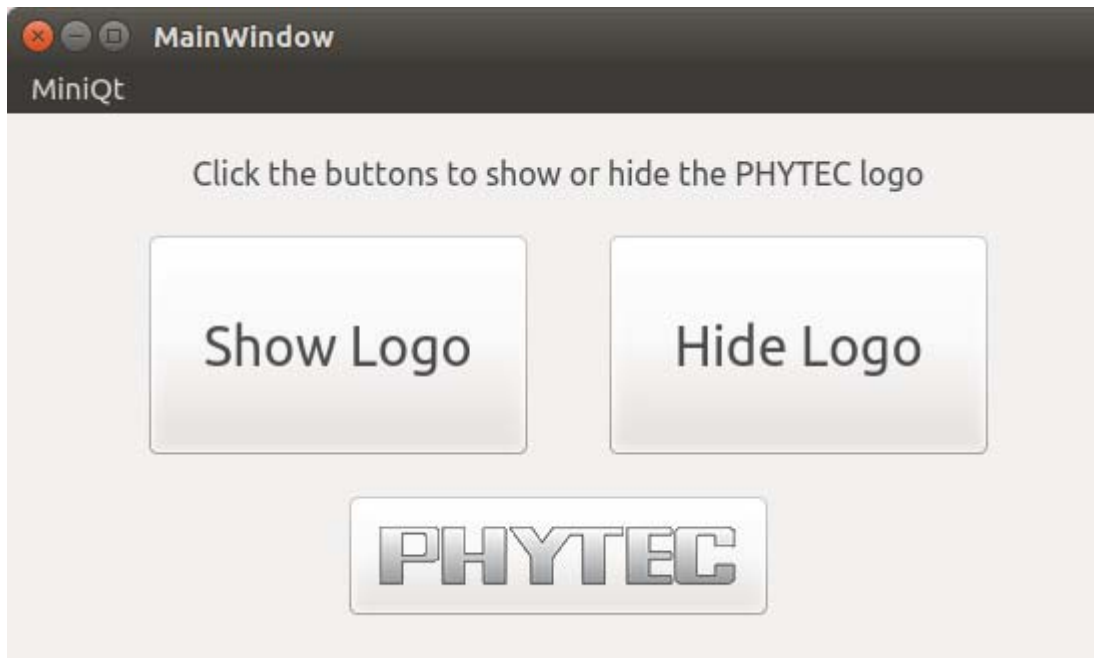 MainWindow
MiniQt
Click the buttons to show or hide the PHYTEC logo
Show Logo
Hide Logo
PHYTEC